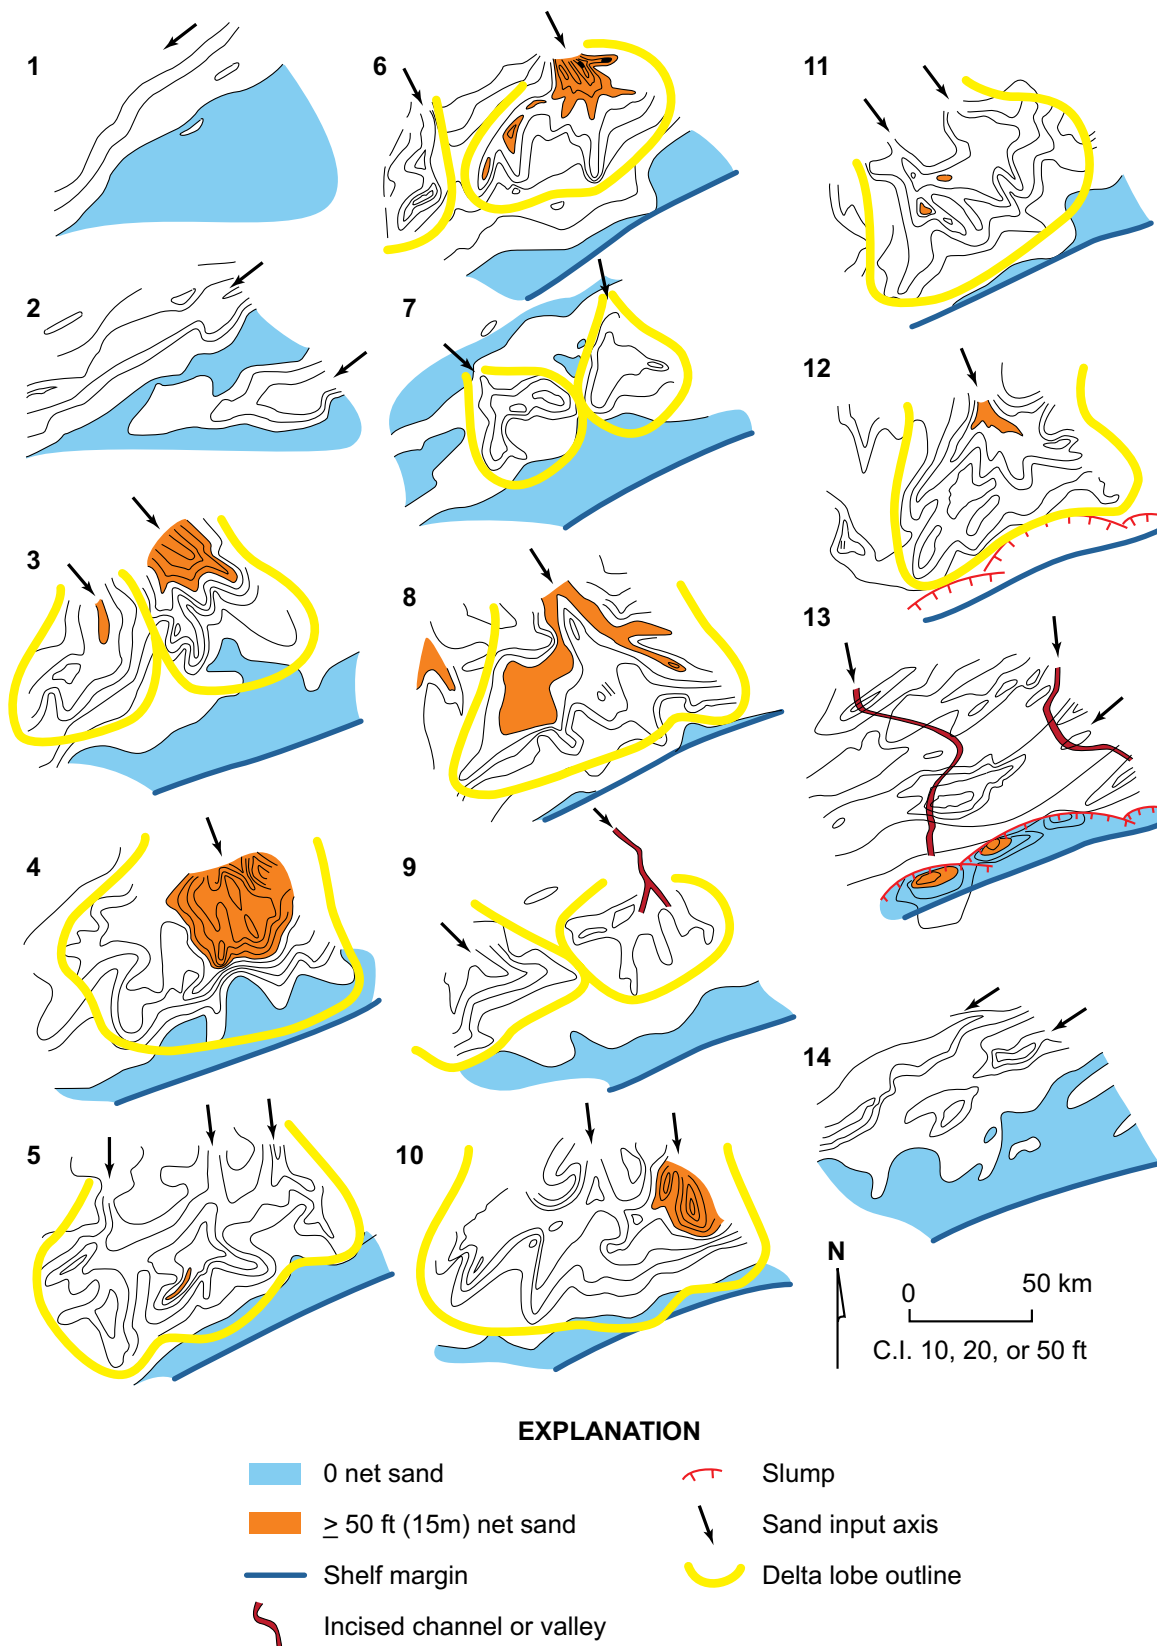 1
2
3
4
5
6
7
8
9
10
11
12
13
14
N
0 50 km
C.I. 10, 20, or 50 ft
EXPLANATION
0 net sand
≥ 50 ft (15m) net sand
Shelf margin
Incised channel or valley
Slump
Sand input axis
Delta lobe outline